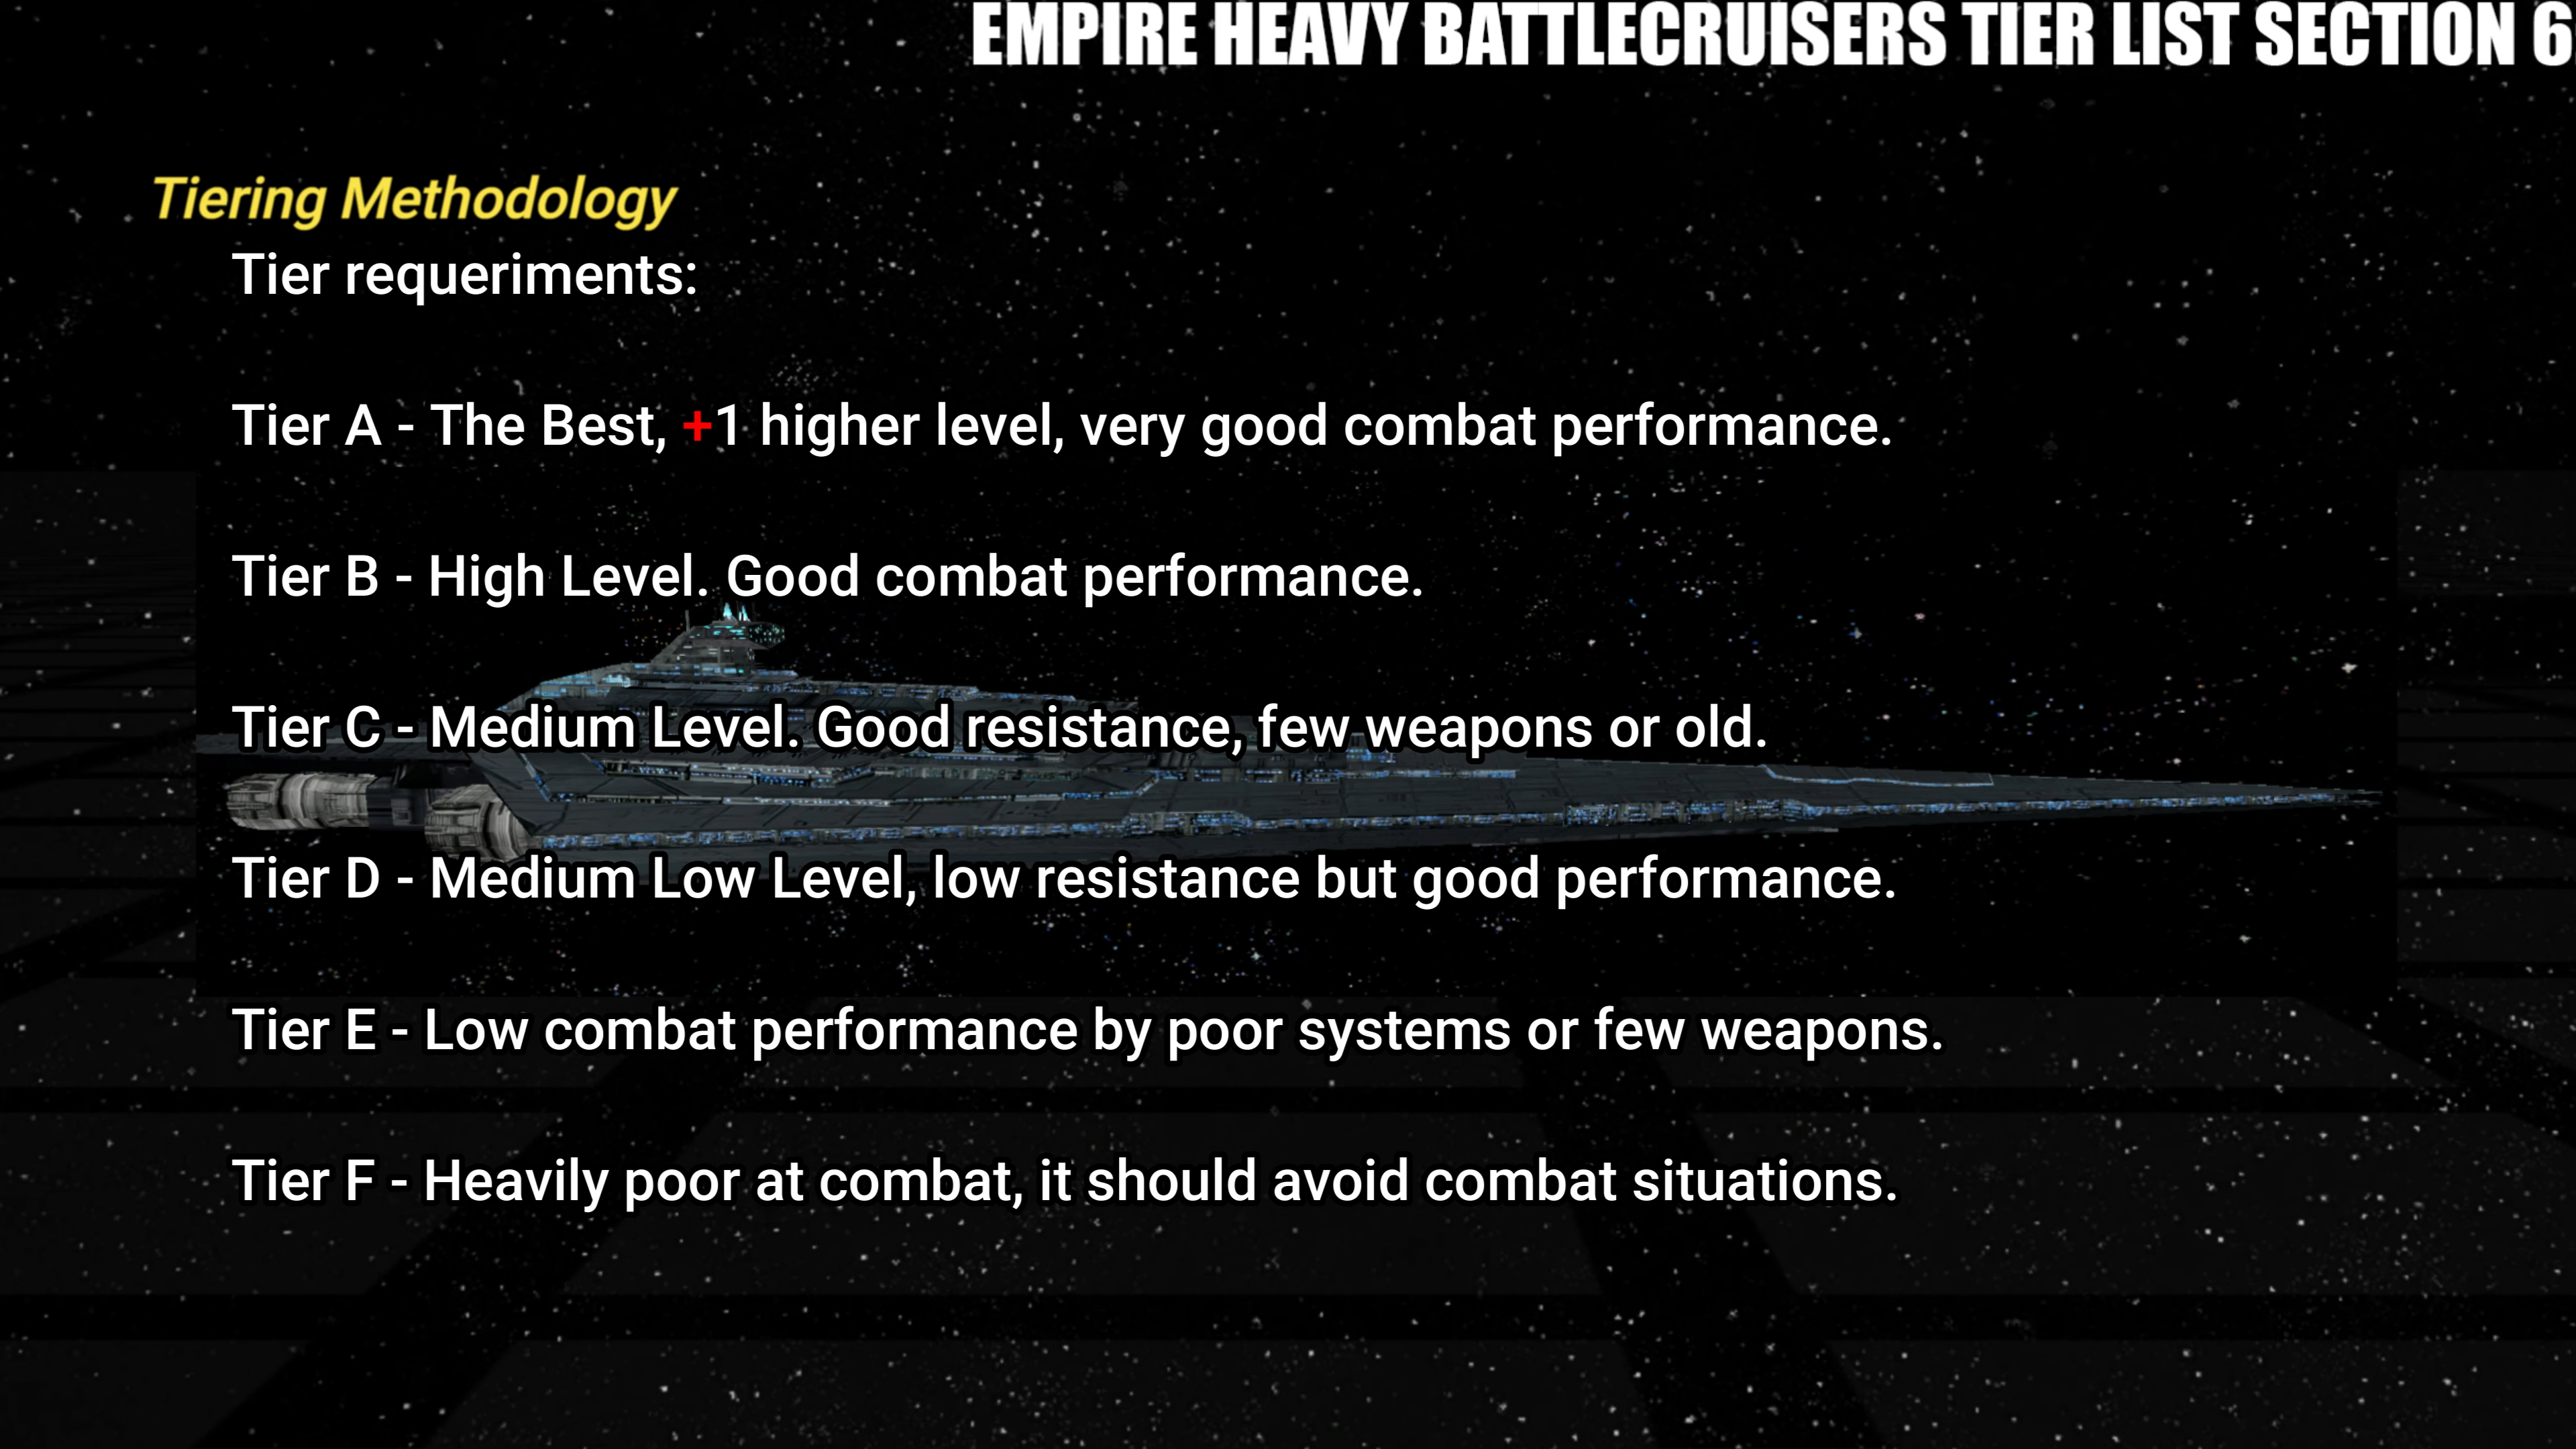 EMPIRE HEAVY BATTLECRUISERS TIER LIST SECTION 6
Tiering Methodology
Tier requeriments:
Tier A - The Best, +1 higher level, very good combat performance.
Tier B - High Level. Good combat performance.
Tier C - Medium Level. Good resistance, few weapons or old.
Tier D - Medium Low Level, low resistance but good performance.
Tier E - Low combat performance by poor systems or few weapons.
Tier F - Heavily poor at combat, it should avoid combat situations.